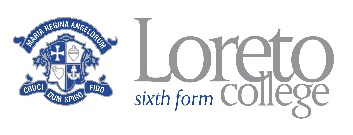 MARIA REGINA ANGELORUM
CRUCI DUM SPIRO FIDO
Loreto
sixth form college